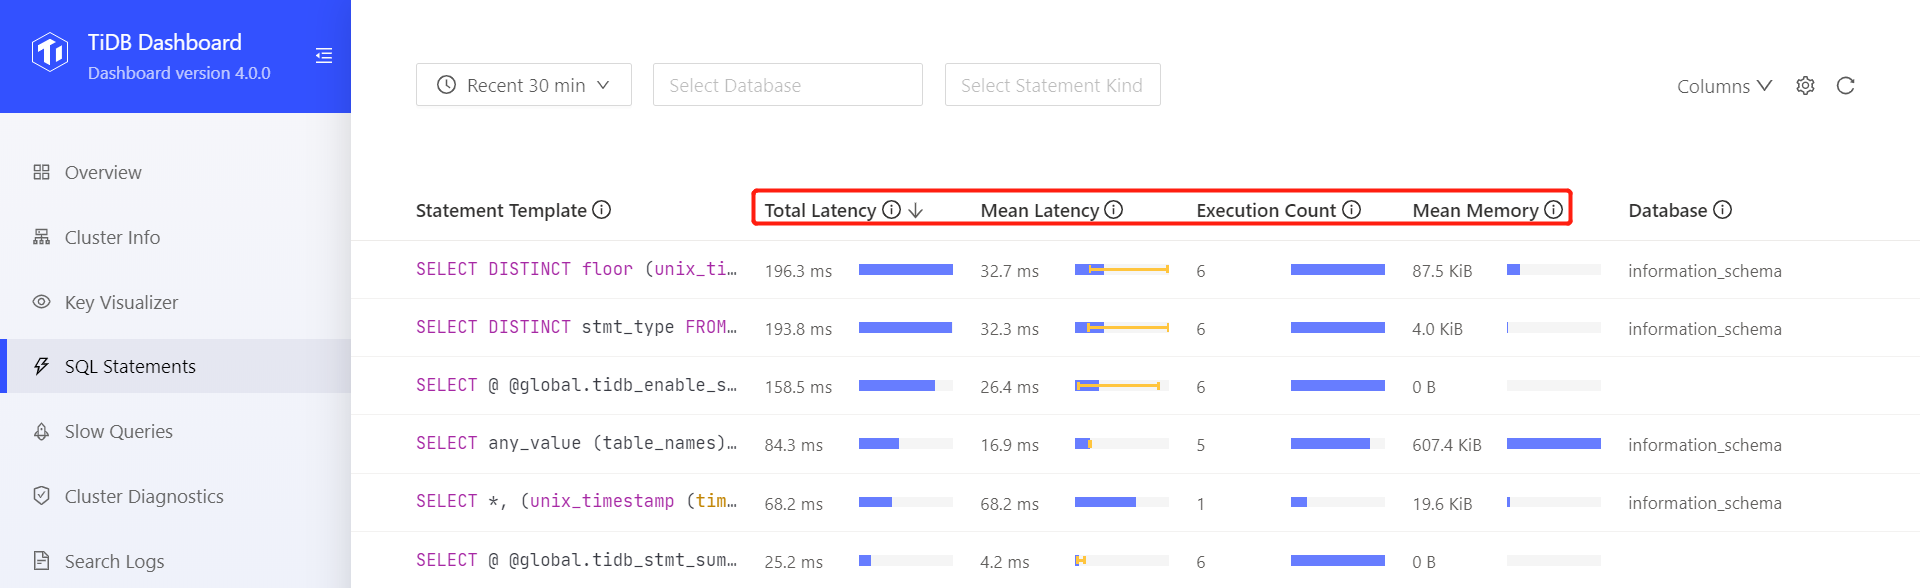 TiDB Dashboard
Dashboard version 4.0.0
Overview
Cluster Info
Key Visualizer
SQL Statements
Slow Queries
Cluster Diagnostics
Search Logs
Recent 30 min
Select Database
Select Statement Kind
Columns
Statement Template Total Latency Mean Latency Execution Count Mean Memory Database
SELECT DISTINCT floor (unix_ti… 196.3 ms 32.7 ms 6 87.5 KiB information_schema
SELECT DISTINCT stmt_type FROM… 193.8 ms 32.3 ms 6 4.0 KiB information_schema
SELECT @ @global.tidb_enable_s… 158.5 ms 26.4 ms 6 0 B
SELECT any_value (table_names)… 84.3 ms 16.9 ms 5 607.4 KiB information_schema
SELECT *, (unix_timestamp (tim… 68.2 ms 68.2 ms 1 19.6 KiB information_schema
SELECT @ @global.tidb_stmt_sum… 25.2 ms 4.2 ms 6 0 B